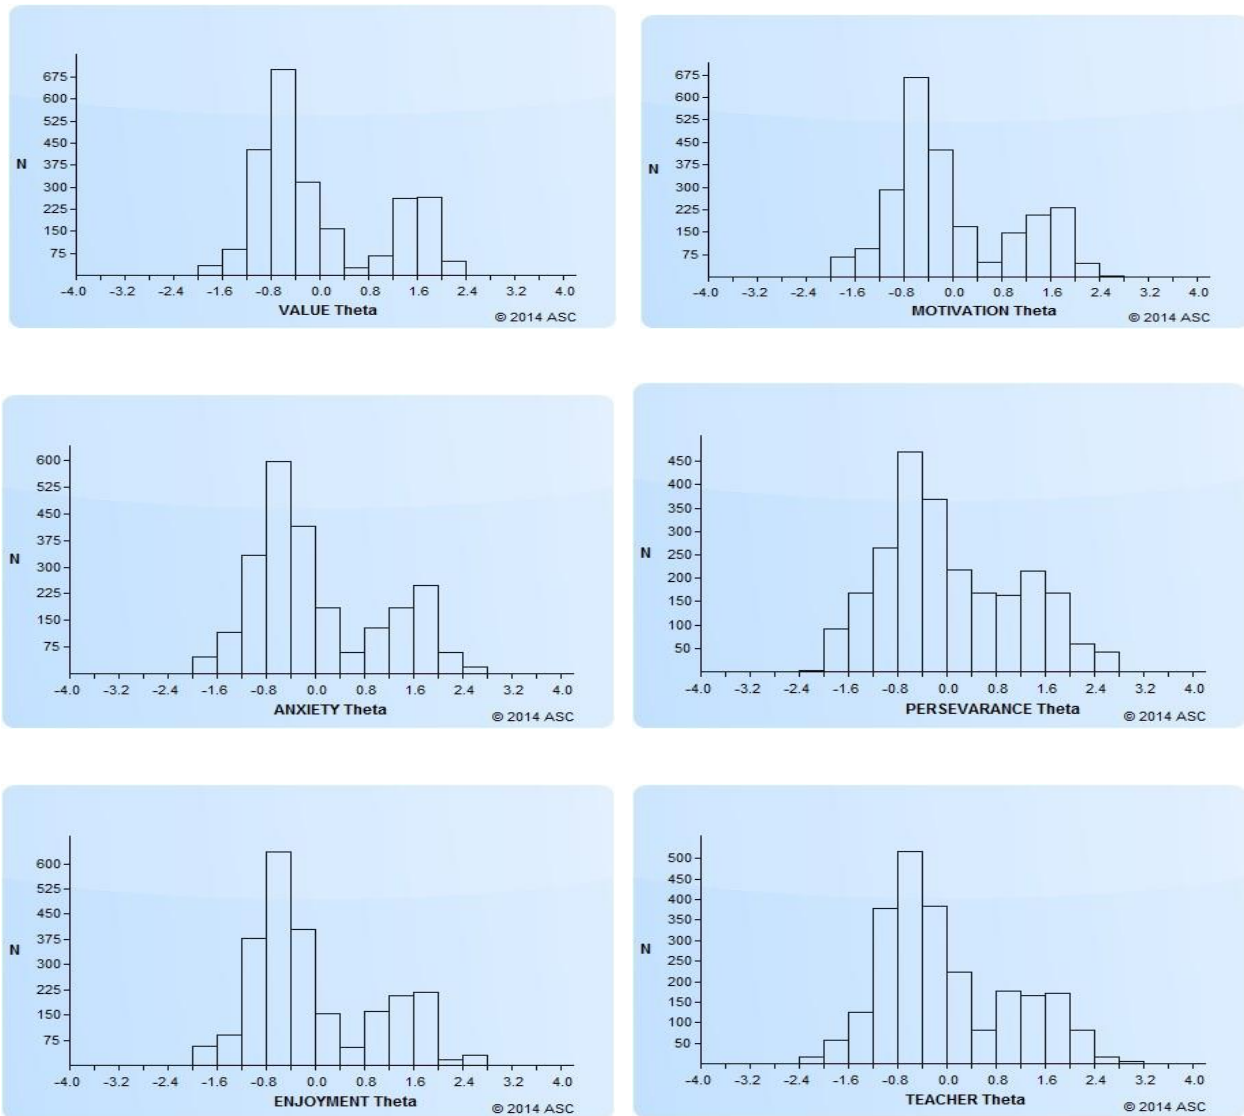 675
600
525
450
N
375
300
225
150
75
-4.0 -3.2 -2.4 -1.6 -0.8 0.0 0.8 1.6 2.4 3.2 4.0
VALUE Theta
© 2014 ASC
675
600
525
450
N
375
300
225
150
75
-4.0 -3.2 -2.4 -1.6 -0.8 0.0 0.8 1.6 2.4 3.2 4.0
MOTIVATION Theta
© 2014 ASC
600
525
450
375
N
300
225
150
75
-4.0 -3.2 -2.4 -1.6 -0.8 0.0 0.8 1.6 2.4 3.2 4.0
ANXIETY Theta
© 2014 ASC
450
400
350
300
N
250
200
150
100
50
-4.0 -3.2 -2.4 -1.6 -0.8 0.0 0.8 1.6 2.4 3.2 4.0
PERSEVARANCE Theta
© 2014 ASC
600
525
450
375
N
300
225
150
75
-4.0 -3.2 -2.4 -1.6 -0.8 0.0 0.8 1.6 2.4 3.2 4.0
ENJOYMENT Theta
© 2014 ASC
500
450
400
350
300
N
250
200
150
100
50
-4.0 -3.2 -2.4 -1.6 -0.8 0.0 0.8 1.6 2.4 3.2 4.0
TEACHER Theta
© 2014 ASC